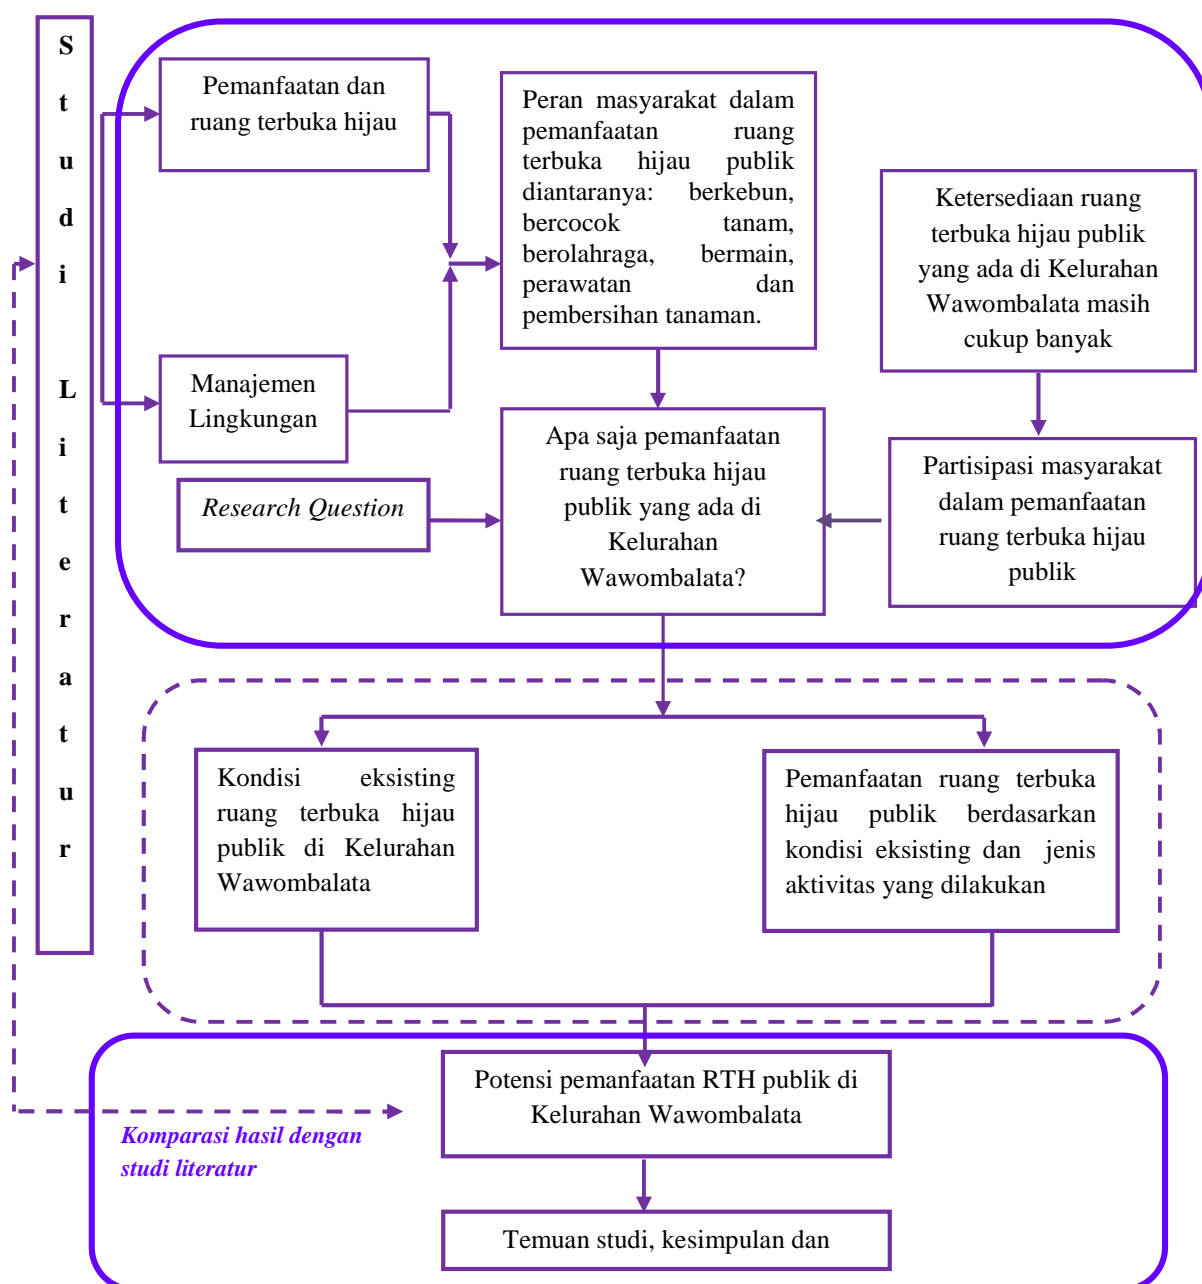 S
t
u
d
i
L
i
t
e
r
a
t
u
r
Pemanfaatan dan
ruang terbuka hijau
Manajemen
Lingkungan
Research Question
Peran masyarakat dalam
pemanfaatan ruang
terbuka hijau publik
diantaranya: berkebun,
bercocok tanam,
berolahraga, bermain,
perawatan dan
pembersihan tanaman.
Apa saja pemanfaatan
ruang terbuka hijau
publik yang ada di
Kelurahan
Wawombalata?
Ketersediaan ruang
terbuka hijau publik
yang ada di Kelurahan
Wawombalata masih
cukup banyak
Partisipasi masyarakat
dalam pemanfaatan
ruang terbuka hijau
publik
Kondisi eksisting
ruang terbuka hijau
publik di Kelurahan
Wawombalata
Pemanfaatan ruang terbuka
hijau publik berdasarkan
kondisi eksisting dan jenis
aktivitas yang dilakukan
Potensi pemanfaatan RTH publik di
Kelurahan Wawombalata
Komparasi hasil dengan
studi literatur
Temuan studi, kesimpulan dan